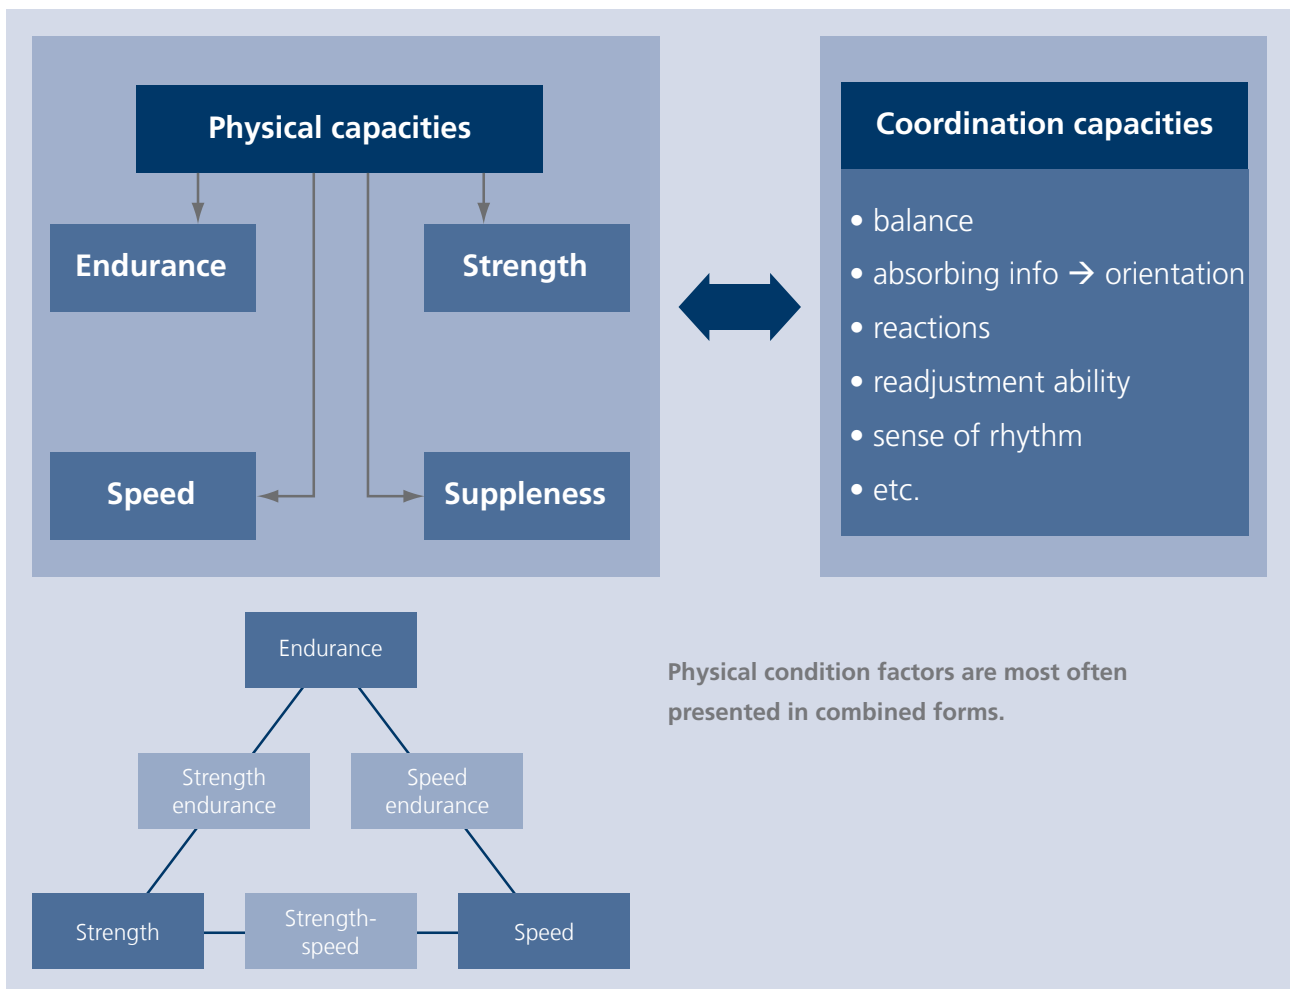 Physical capacities
Endurance
Strength
Speed
Suppleness
Coordination capacities
• balance
• absorbing info → orientation
• reactions
• readjustment ability
• sense of rhythm
• etc.
Endurance
Strength
endurance
Speed
endurance
Strength
Strength-
speed
Speed
Physical condition factors are most often
presented in combined forms.